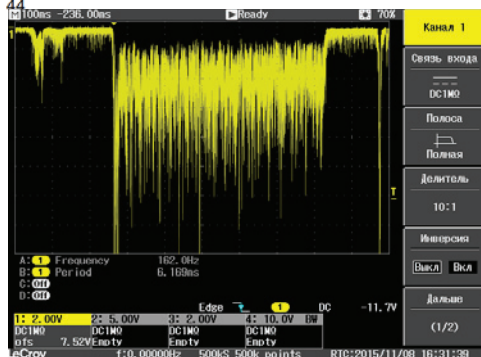 44
M 100ms -236.00ms Ready 70%
1
Канал 1
Связь входа
DC1MΩ
Полоса
Полная
Делитель
10:1
Инверсия
Выкл Вкл
Дальше
(1/2)
T
A: 1 Frequency 162.0Hz
B: 1 Period 6.169ms
C: Off
D: Off
Edge 1 DC -11.7V
1: 2.00V 2: 5.00V 3: 2.00V 4: 10.0V BW
DC1MΩ DC1MΩ DC1MΩ DC1MΩ
ofs 7.52V Empty Empty Empty
LeCroy f:0.00000Hz 500kS 500k points RTC:2015/11/08 16:31:39